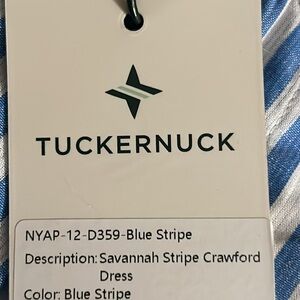 TUCKERNUCK
NYAP-12-D359-Blue Stripe
Description: Savannah Stripe Crawford
Dress
Color: Blue Stripe